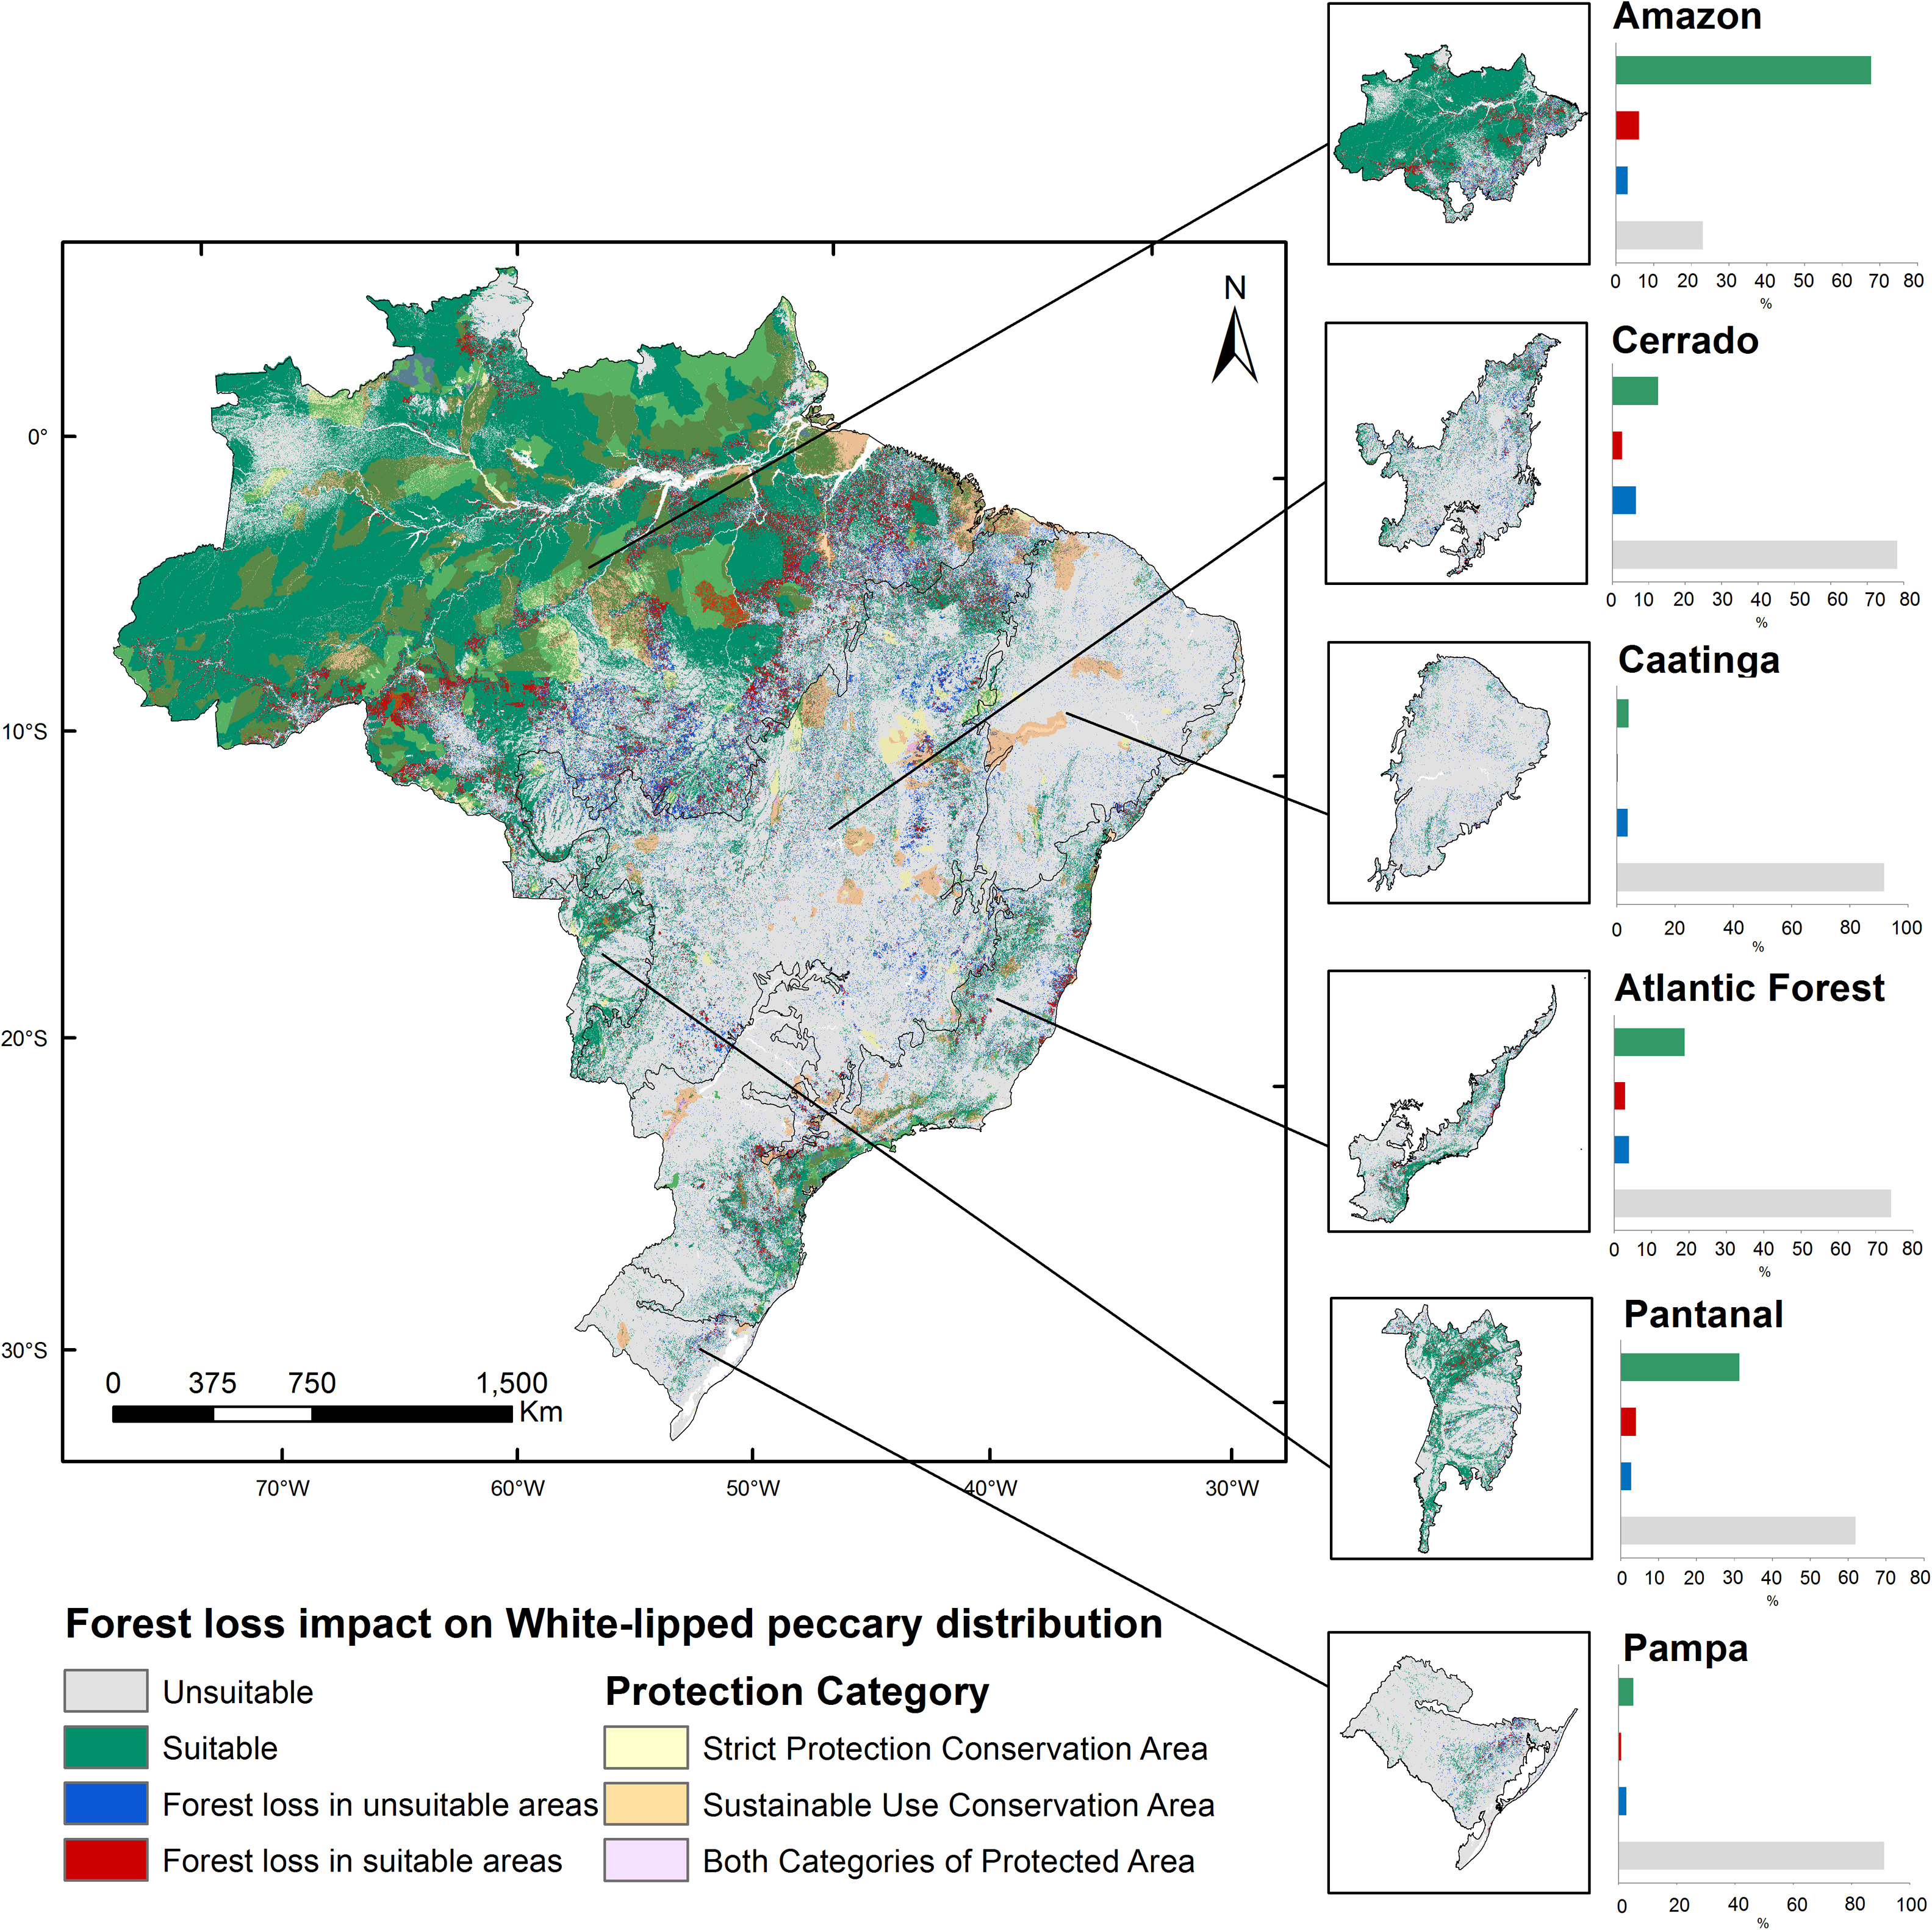 Amazon
0 10 20 30 40 50 60 70 80
%
Cerrado
0 10 20 30 40 50 60 70 80
%
Caatinga
0 20 40 60 80 100
%
Atlantic Forest
0 10 20 30 40 50 60 70 80
%
Pantanal
0 10 20 30 40 50 60 70 80
%
Pampa
0 20 40 60 80 100
%
N
0°
10°S
20°S
30°S
0 375 750 1,500
Km
70°W 60°W 50°W 40°W 30°W
Forest loss impact on White-lipped peccary distribution
Unsuitable
Suitable
Forest loss in unsuitable areas
Forest loss in suitable areas
Protection Category
Strict Protection Conservation Area
Sustainable Use Conservation Area
Both Categories of Protected Area